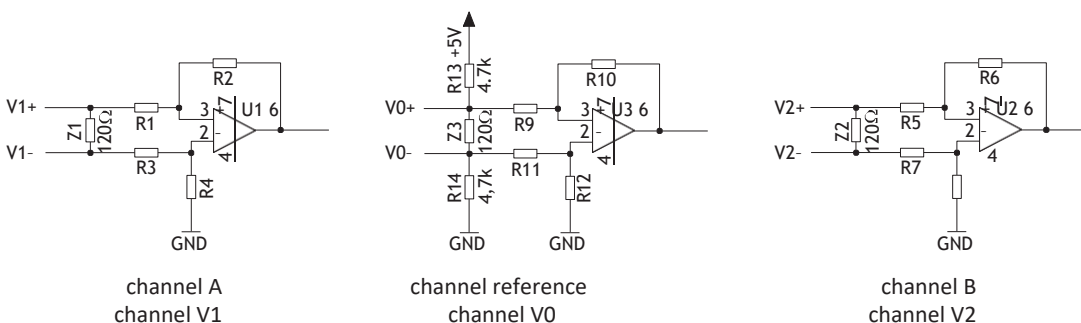 V1+
V1-
Z1
120Ω
R1
R3
R2
3
2
+7
-
4
U1 6
R4
GND
channel A
channel V1
+5V
R13
4.7k
V0+
V0-
Z3
120Ω
R14
4,7k
R9
R11
R10
3
2
+7
-
4
U3 6
R12
GND
GND
channel reference
channel V0
V2+
V2-
Z2
120Ω
R5
R7
R6
3
2
+7
-
4
U2 6
GND
channel B
channel V2